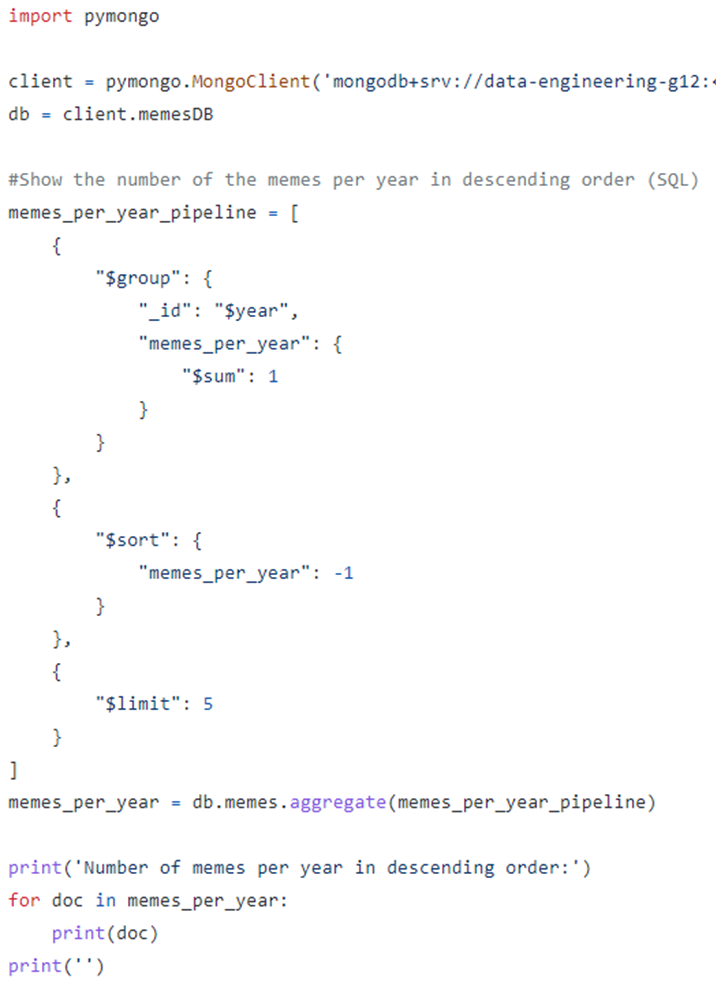 import pymongo
client = pymongo.MongoClient('mongodb+srv://data-engineering-g12:
db = client.memesDB
#Show the number of the memes per year in descending order (SQL)
memes_per_year_pipeline = [
    {
        "$group": {
            "_id": "$year",
            "memes_per_year": {
                "$sum": 1
            }
        }
    },
    {
        "$sort": {
            "memes_per_year": -1
        }
    },
    {
        "$limit": 5
    }
]
memes_per_year = db.memes.aggregate(memes_per_year_pipeline)
print('Number of memes per year in descending order:')
for doc in memes_per_year:
    print(doc)
print('')